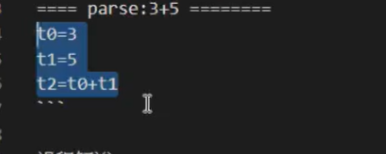 ==== parse:3+5 ========
t0=3
t1=5
t2=t0+t1
```